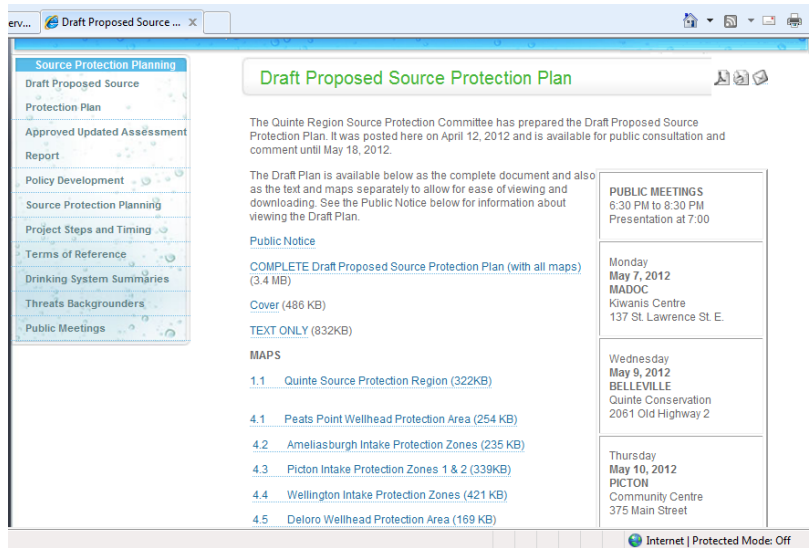 erv...
Draft Proposed Source ... X
Source Protection Planning
Draft Proposed Source
Protection Plan
Approved Updated Assessment
Report
Policy Development
Source Protection Planning
Project Steps and Timing
Terms of Reference
Drinking System Summaries
Threats Backgrounders
Public Meetings
Draft Proposed Source Protection Plan
The Quinte Region Source Protection Committee has prepared the Draft Proposed Source
Protection Plan. It was posted here on April 12, 2012 and is available for public consultation and
comment until May 18, 2012.
The Draft Plan is available below as the complete document and also
as the text and maps separately to allow for ease of viewing and
downloading. See the Public Notice below for information about
viewing the Draft Plan.
Public Notice
COMPLETE Draft Proposed Source Protection Plan (with all maps)
(3.4 MB)
Cover (486 KB)
TEXT ONLY (832KB)
MAPS
1.1 Quinte Source Protection Region (322KB)
4.1 Peats Point Wellhead Protection Area (254 KB)
4.2 Ameliasburgh Intake Protection Zones (235 KB)
4.3 Picton Intake Protection Zones 1 & 2 (339KB)
4.4 Wellington Intake Protection Zones (421 KB)
4.5 Deloro Wellhead Protection Area (169 KB)
PUBLIC MEETINGS
6:30 PM to 8:30 PM
Presentation at 7:00
Monday
May 7, 2012
MADOC
Kiwanis Centre
137 St. Lawrence St. E.
Wednesday
May 9, 2012
BELLEVILLE
Quinte Conservation
2061 Old Highway 2
Thursday
May 10, 2012
PICTON
Community Centre
375 Main Street
Internet | Protected Mode: Off